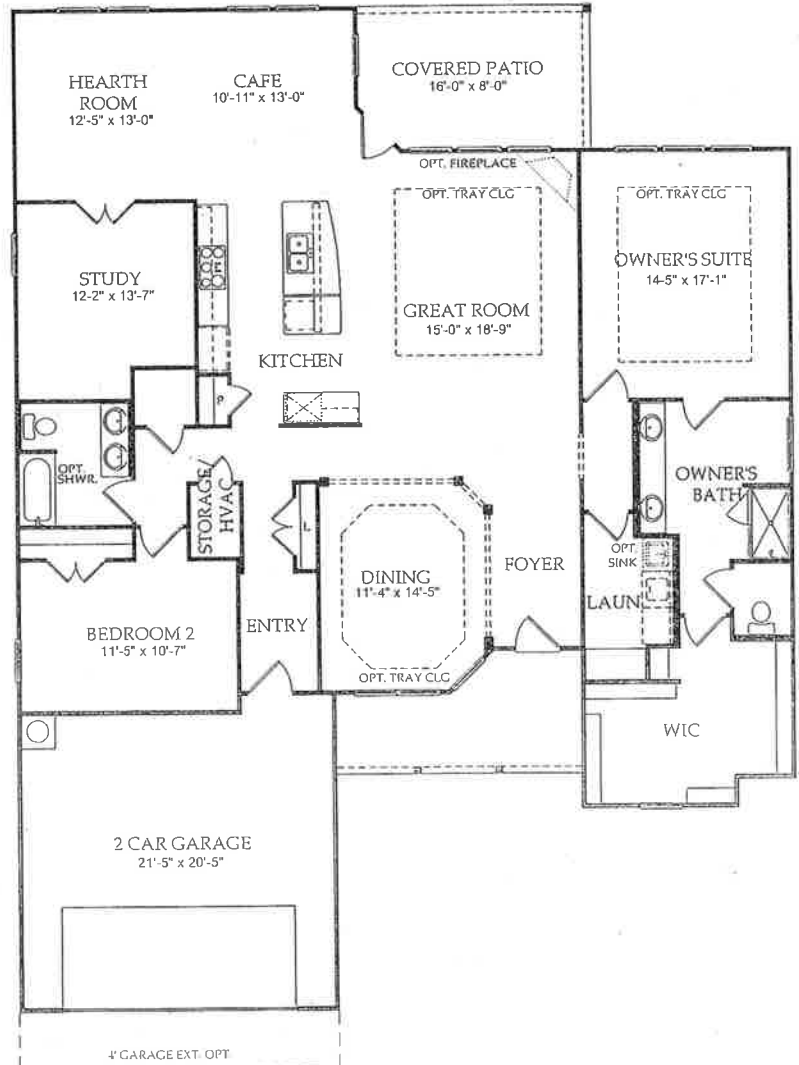 HEARTH
ROOM
12'-5" x 13'-0"
CAFE
10'-11" x 13'-0"
COVERED PATIO
16'-0" x 8'-0"
OPT. FIREPLACE
OPT. TRAY CLG
OPT. TRAY CLG
STUDY
12'-2" x 13'-7"
OWNER'S SUITE
14-5" x 17'-1"
GREAT ROOM
15'-0" x 18'-9"
KITCHEN
P
OPT.
SHWR.
STORAGE/
HVAC
L
OWNER'S
BATH
OPT.
SINK
DINING
11'-4" x 14'-5"
FOYER
LAUN
BEDROOM 2
11'-5" x 10'-7"
ENTRY
OPT. TRAY CLG
WIC
2 CAR GARAGE
21'-5" x 20'-5"
4' GARAGE EXT. OPT